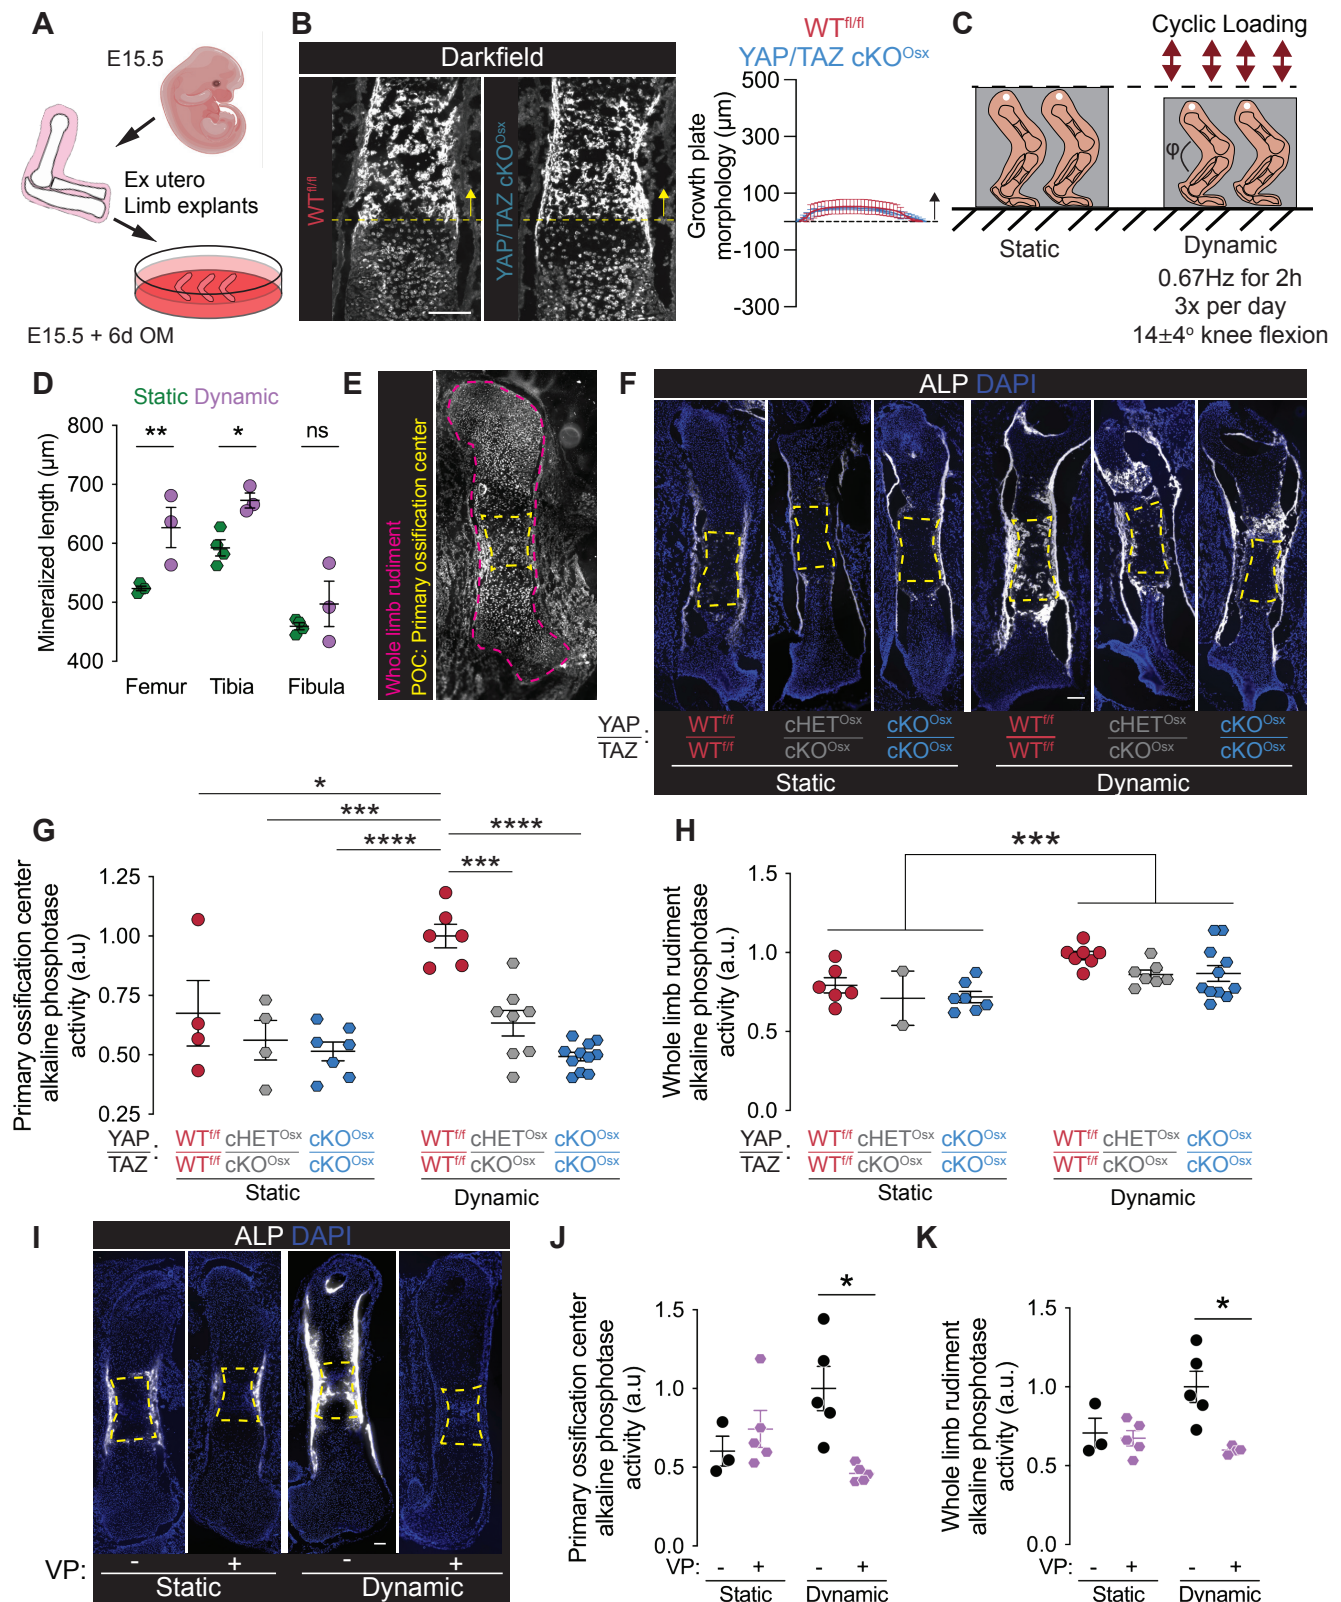 A
E15.5
Ex utero
Limb explants
E15.5 + 6d OM
B
Darkfield
WTfl/fl
YAP/TAZ cKOOsx
WTfl/fl
YAP/TAZ cKOOsx
Growth plate
morphology (µm)
500
300
100
-100
-300
C
Cyclic Loading
φ
Static
Dynamic
0.67Hz for 2h
3x per day
14±4° knee flexion
D
Static Dynamic
Mineralized length (µm)
800
700
600
500
400
** * ns
Femur Tibia Fibula
E
Whole limb rudiment
POC: Primary ossification center
F
ALP DAPI
YAP WTf/f cHETOsx cKOOsx WTf/f cHETOsx cKOOsx
TAZ : WTf/f cKOOsx cKOOsx WTf/f cKOOsx cKOOsx
Static Dynamic
G
*
***
****
****
***
Primary ossification center
alkaline phosphotase
activity (a.u)
1.25
1.00
0.75
0.50
0.25
YAP WTf/f cHETOsx cKOOsx WTf/f cHETOsx cKOOsx
TAZ : WTf/f cKOOsx cKOOsx WTf/f cKOOsx cKOOsx
Static Dynamic
H
***
Whole limb rudiment
alkaline phosphotase
activity (a.u.)
1.5
1.0
0.5
0.0
YAP WTf/f cHETOsx cKOOsx WTf/f cHETOsx cKOOsx
TAZ : WTf/f cKOOsx cKOOsx WTf/f cKOOsx cKOOsx
Static Dynamic
I
ALP DAPI
VP: - + - +
Static Dynamic
J
*
Primary ossification center
alkaline phosphotase
activity (a.u)
1.5
1.0
0.5
0.0
VP: - + - +
Static Dynamic
K
*
Whole limb rudiment
alkaline phosphotase
activity (a.u.)
1.5
1.0
0.5
0.0
VP: - + - +
Static Dynamic